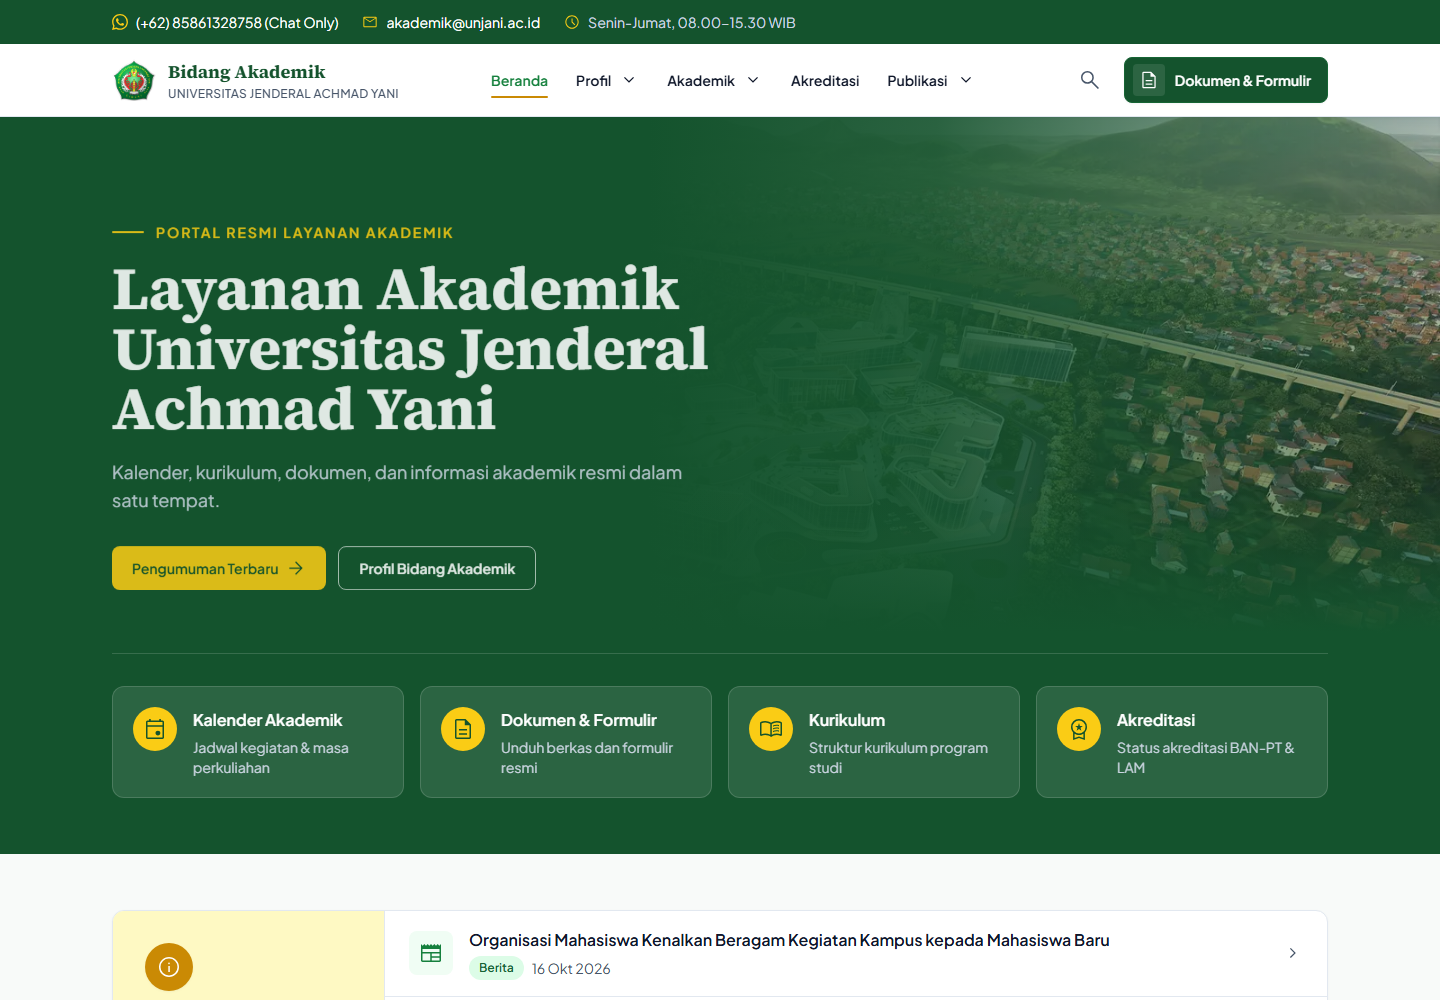 (+62) 85861328758 (Chat Only)
akademik@unjani.ac.id
Senin-Jumat, 08.00–15.30 WIB
Bidang Akademik
UNIVERSITAS JENDERAL ACHMAD YANI
Beranda
Profil
Akademik
Akreditasi
Publikasi
Dokumen & Formulir
PORTAL RESMI LAYANAN AKADEMIK
Layanan Akademik
Universitas Jenderal
Achmad Yani
Kalender, kurikulum, dokumen, dan informasi akademik resmi dalam
satu tempat.
Pengumuman Terbaru
Profil Bidang Akademik
Kalender Akademik
Jadwal kegiatan & masa
perkuliahan
Dokumen & Formulir
Unduh berkas dan formulir
resmi
Kurikulum
Struktur kurikulum program
studi
Akreditasi
Status akreditasi BAN-PT &
LAM
Organisasi Mahasiswa Kenalkan Beragam Kegiatan Kampus kepada Mahasiswa Baru
Berita
16 Okt 2026